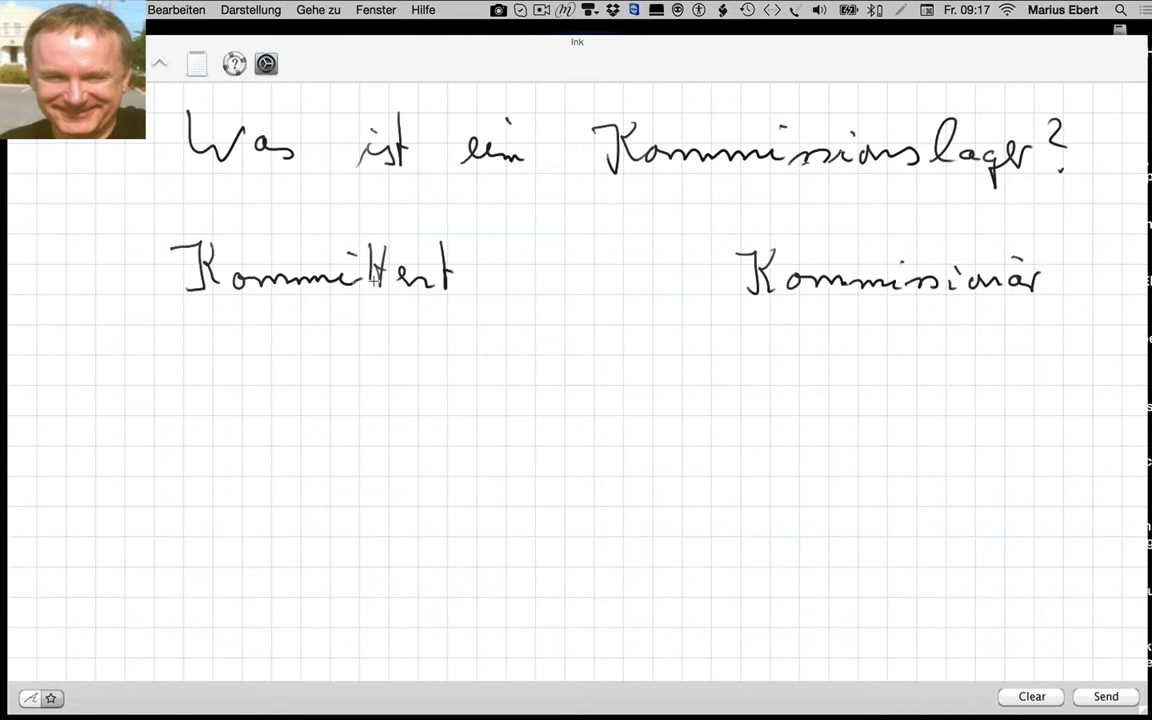 Bearbeiten Darstellung Gehe zu Fenster Hilfe Fr. 09:17 Marius Ebert
Ink
Was ist ein Kommissionslager?
Kommittent Kommissionär
Clear Send